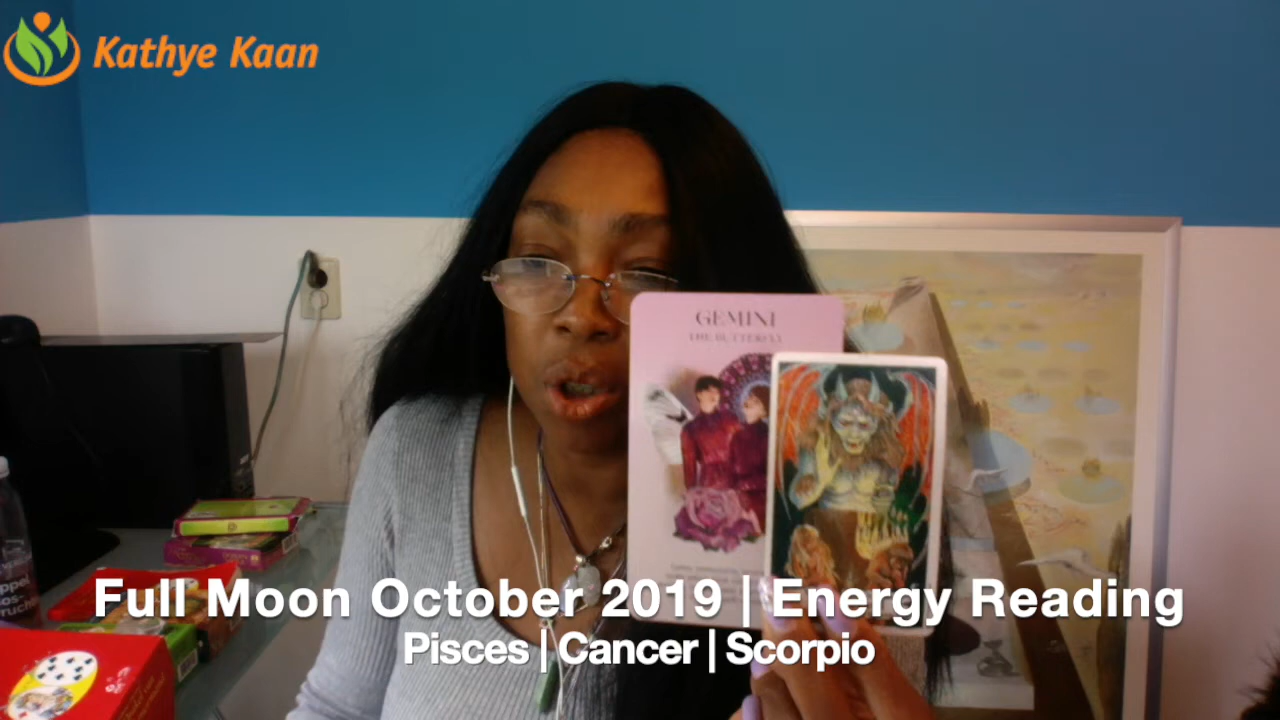 Kathye Kaan
GEMINI
THE BUTTERFLY
Full Moon October 2019 | Energy Reading
Pisces | Cancer | Scorpio